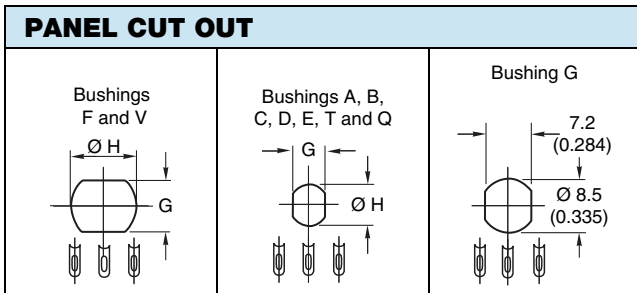 PANEL CUT OUT
Bushings
F and V
Ø H
G
Bushings A, B,
C, D, E, T and Q
G
Ø H
Bushing G
7.2
(0.284)
Ø 8.5
(0.335)